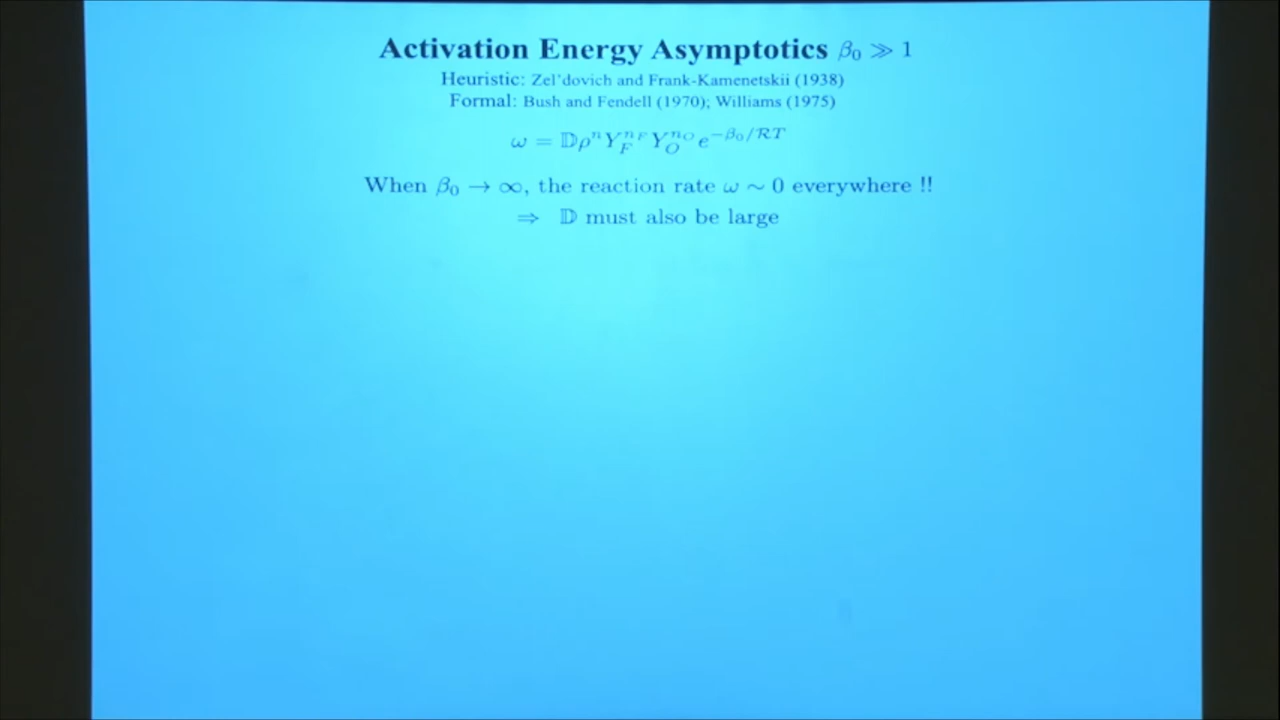 Activation Energy Asymptotics β₀ ≫ 1
Heuristic: Zel'dovich and Frank-Kamenetskii (1938)
Formal: Bush and Fendell (1970); Williams (1975)
ω = 𝔻ρⁿY_F^{n_F} Y_O^{n_O} e^{−β₀/ℛT}
When β₀ → ∞, the reaction rate ω ∼ 0 everywhere !!
⇒ 𝔻 must also be large